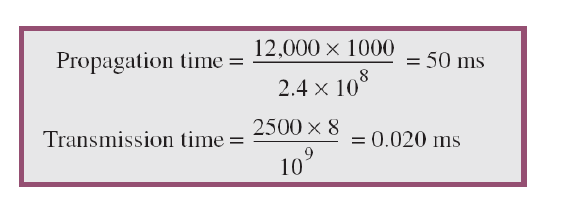 Propagation time = 12,000 × 1000 / 2.4 × 10^8 = 50 ms
Transmission time = 2500 × 8 / 10^9 = 0.020 ms